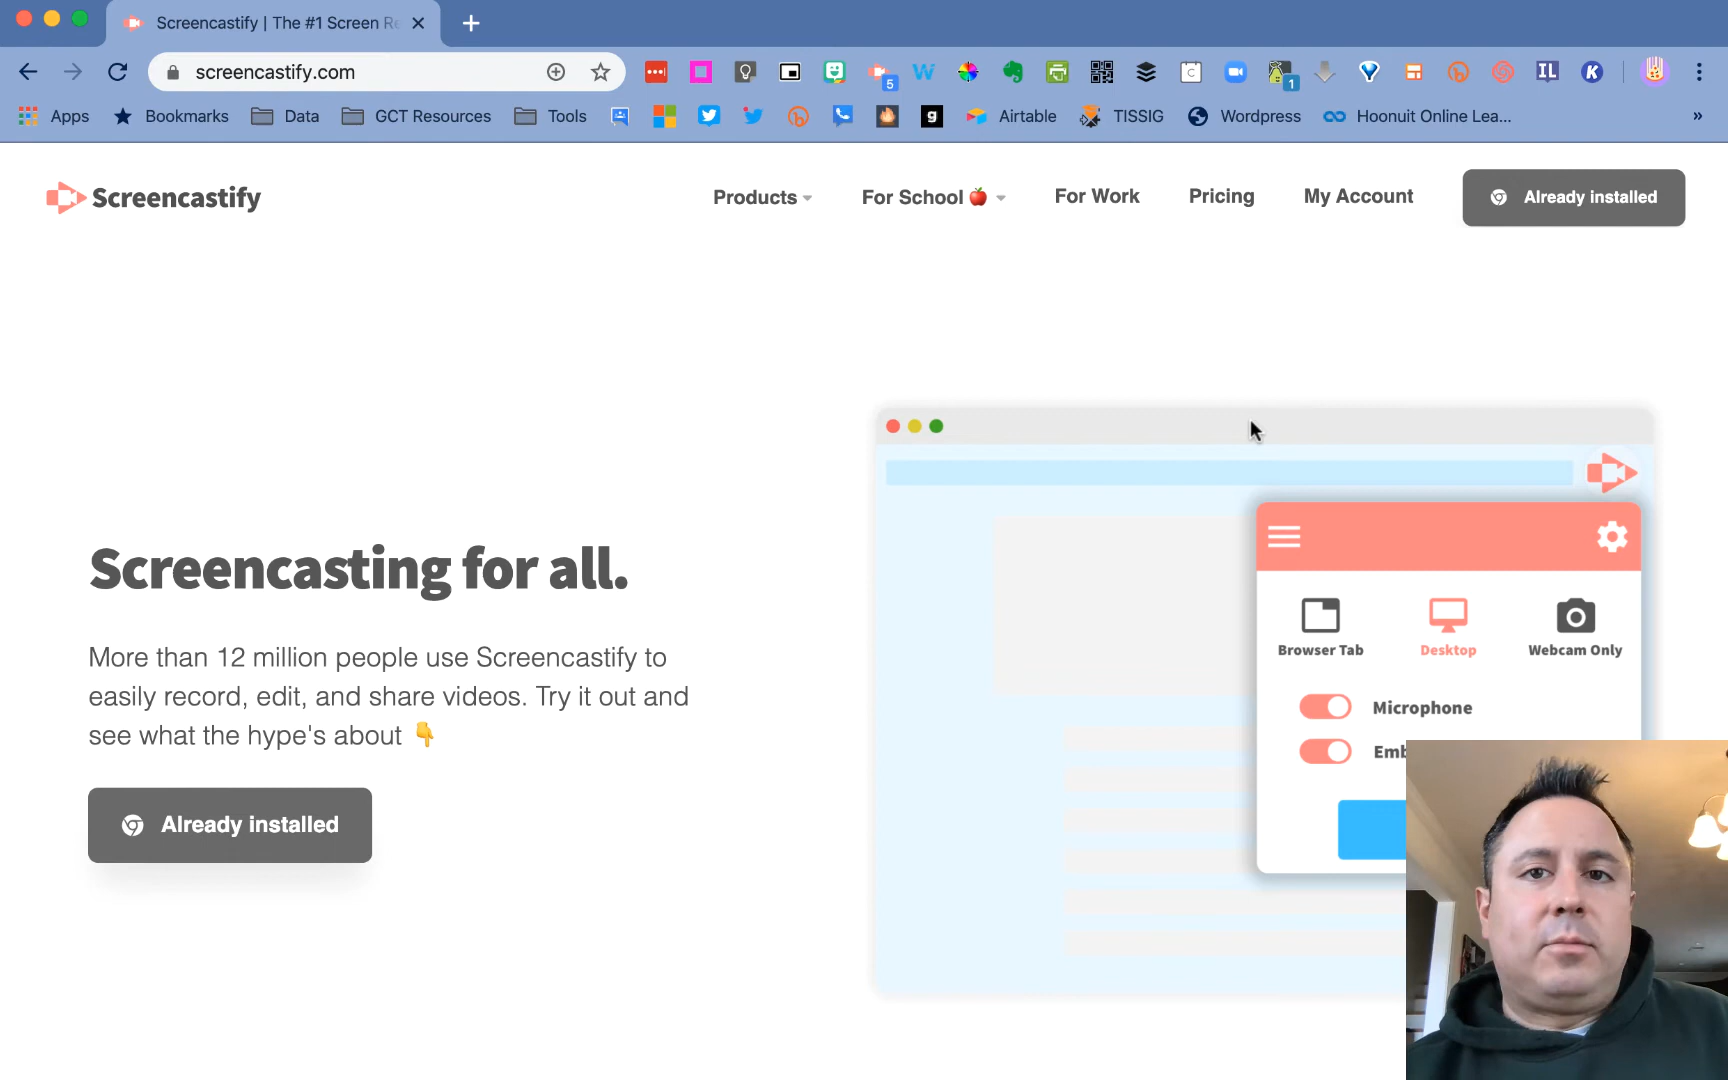 Screencastify | The #1 Screen Re
screencastify.com
5
1
Apps
Bookmarks
Data
GCT Resources
Tools
Airtable
TISSIG
Wordpress
Hoonuit Online Lea...
»
Screencastify
Products
For School
For Work
Pricing
My Account
Already installed
Screencasting for all.
More than 12 million people use Screencastify to
easily record, edit, and share videos. Try it out and
see what the hype's about
Already installed
Browser Tab
Desktop
Webcam Only
Microphone
Emb